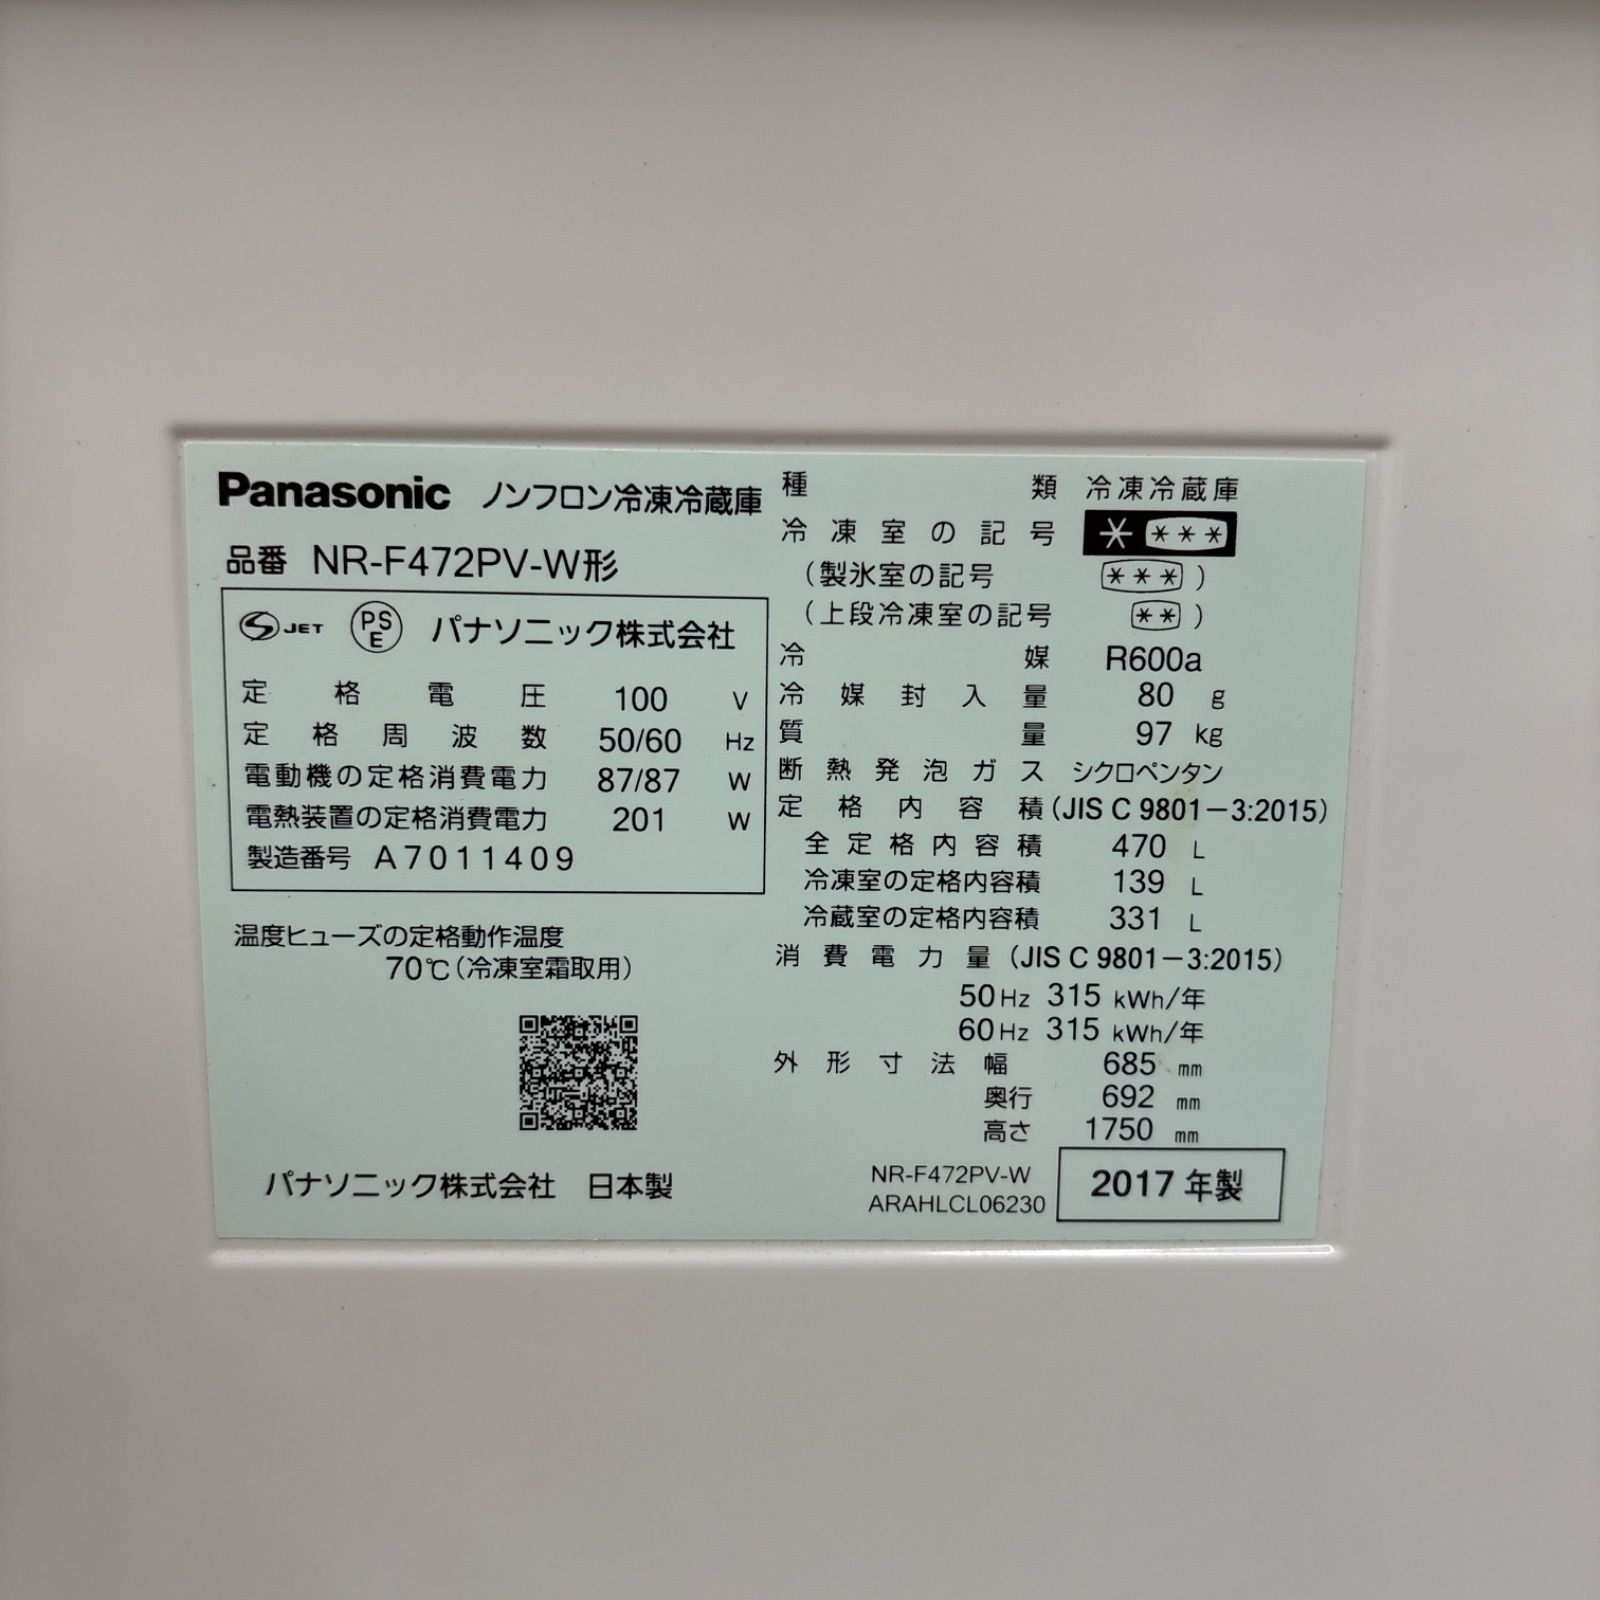 Panasonic ノンフロン冷凍冷蔵庫
品番 NR-F472PV-W形
JET PSE パナソニック株式会社
定格電圧 100 V
定格周波数 50/60 Hz
電動機の定格消費電力 87/87 W
電熱装置の定格消費電力 201 W
製造番号 A7011409
温度ヒューズの定格動作温度
70℃(冷凍室霜取用)
パナソニック株式会社 日本製
種類 冷凍冷蔵庫
冷凍室の記号 * ***
(製氷室の記号 ***)
(上段冷凍室の記号 **)
冷媒 R600a
冷媒封入量 80 g
質量 97 kg
断熱発泡ガス シクロペンタン
定格内容積(JIS C 9801-3:2015)
全定格内容積 470 L
冷凍室の定格内容積 139 L
冷蔵室の定格内容積 331 L
消費電力量(JIS C 9801-3:2015)
50Hz 315 kWh/年
60Hz 315 kWh/年
外形寸法幅 685 mm
奥行 692 mm
高さ 1750 mm
NR-F472PV-W
ARAHLCL06230
2017年製